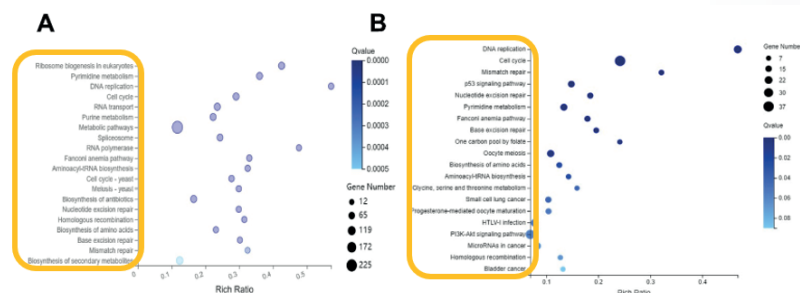 A
Ribosome biogenesis in eukaryotes
Pyrimidine metabolism
DNA replication
Cell cycle
RNA transport
Purine metabolism
Metabolic pathways
Spliceosome
RNA polymerase
Fanconi anemia pathway
Aminoacyl-tRNA biosynthesis
Cell cycle - yeast
Meiosis - yeast
Biosynthesis of antibiotics
Nucleotide excision repair
Homologous recombination
Biosynthesis of amino acids
Base excision repair
Mismatch repair
Biosynthesis of secondary metabolites
0 0.1 0.2 0.3 0.4 0.5
Rich Ratio
Qvalue
0.0000
0.0001
0.0002
0.0003
0.0004
0.0005
Gene Number
12
65
119
172
225
B
DNA replication
Cell cycle
Mismatch repair
p53 signaling pathway
Nucleotide excision repair
Pyrimidine metabolism
Fanconi anemia pathway
Base excision repair
One carbon pool by folate
Oocyte meiosis
Biosynthesis of amino acids
Aminoacyl-tRNA biosynthesis
Glycine, serine and threonine metabolism
Small cell lung cancer
Progesterone-mediated oocyte maturation
HTLV-I infection
PI3K-Akt signaling pathway
MicroRNAs in cancer
Homologous recombination
Bladder cancer
0.1 0.2 0.3 0.4
Rich Ratio
Gene Number
7
15
22
30
37
Qvalue
0.00
0.02
0.04
0.06
0.08